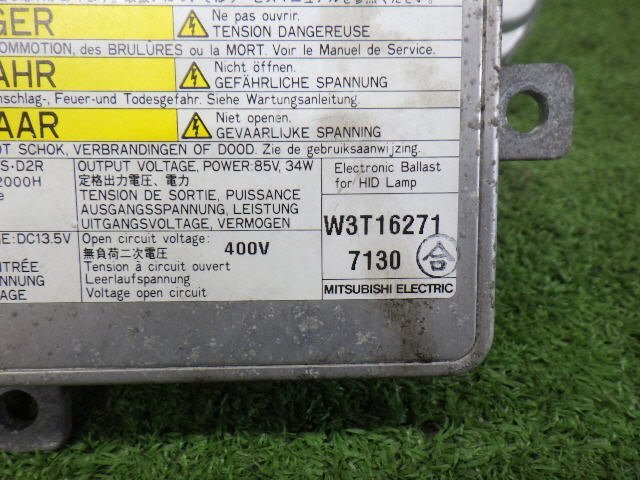 GER
Ne pas ouvrir.
TENSION DANGEREUSE
COMMOTION, des BRULÛRES ou la MORT. Voir le Manuel de Service.
AHR
Nicht öffnen.
GEFÄHRLICHE SPANNUNG
nschlag-, Feuer-und Todesgefahr. Siehe Wartungsanleitung.
AAR
Niet openen.
GEVAARLIJKE SPANNING
OT SCHOK, VERBRANDINGEN OF DOOD. Zie de gebruiksaanwijzing.
S·D2R
2000H
e
OUTPUT VOLTAGE, POWER:85V, 34W
定格出力電圧、電力
TENSION DE SORTIE, PUISSANCE
AUSGANGSSPANNUNG, LEISTUNG
UITGANGSVOLTAGE, VERMOGEN
Electronic Ballast
for HID Lamp
W3T16271
7130 合
MITSUBISHI ELECTRIC
E:DC13.5V
NTRÉE
NNUNG
TAGE
Open circuit voltage: 400V
無負荷二次電圧
Tension à circuit ouvert
Leerlaufspannung
Voltage open circuit